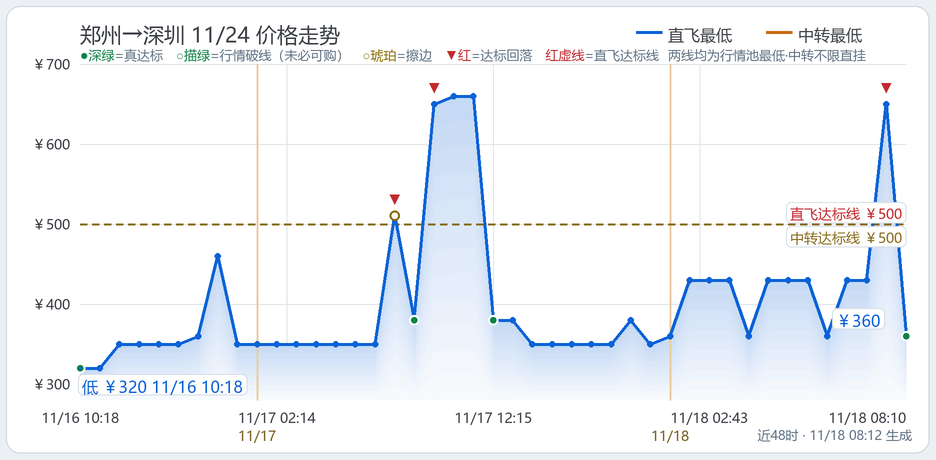 郑州→深圳 11/24 价格走势
直飞最低 中转最低
●深绿=真达标 ○描绿=行情破线（未必可购） ○琥珀=擦边 ▼红=达标回落 红虚线=直飞达标线 两线均为行情池最低·中转不限直挂
￥700
￥600
￥500
￥400
￥300
直飞达标线 ￥500
中转达标线 ￥500
￥360
低 ￥320 11/16 10:18
11/16 10:18 11/17 02:14 11/17 12:15 11/18 02:43 11/18 08:10
11/17 11/18
近48时 · 11/18 08:12 生成